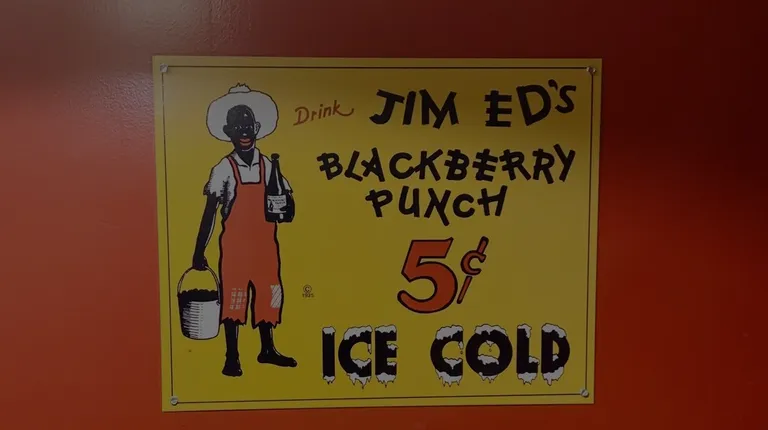 Drink JIM ED'S
BLACKBERRY
PUNCH
5¢
©
ICE COLD